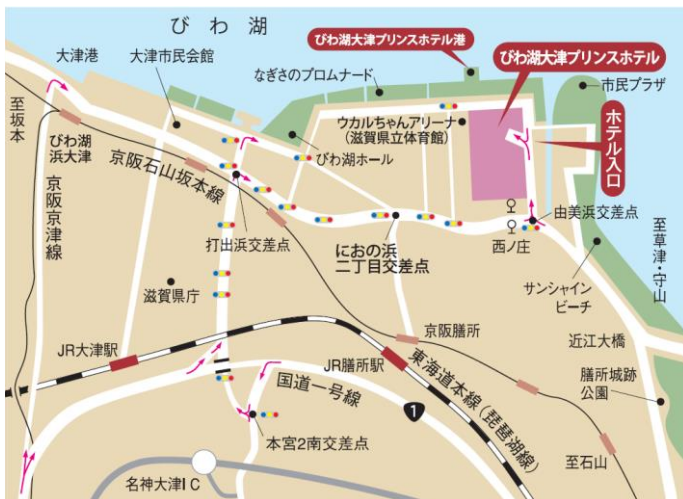 びわ湖
びわ湖大津プリンスホテル港
大津港
大津市民会館
なぎさのプロムナード
びわ湖大津プリンスホテル
市民プラザ
至坂本
ウカルちゃんアリーナ
(滋賀県立体育館)
ホテル入口
びわ湖
浜大津
京阪石山坂本線
びわ湖ホール
京阪京津線
打出浜交差点
におの浜
二丁目交差点
西ノ庄
由美浜交差点
至草津・守山
滋賀県庁
サンシャイン
ビーチ
京阪膳所
近江大橋
JR大津駅
JR膳所駅
東海道本線(琵琶湖線)
膳所城跡
公園
国道一号線
1
本宮2南交差点
至石山
名神大津IC